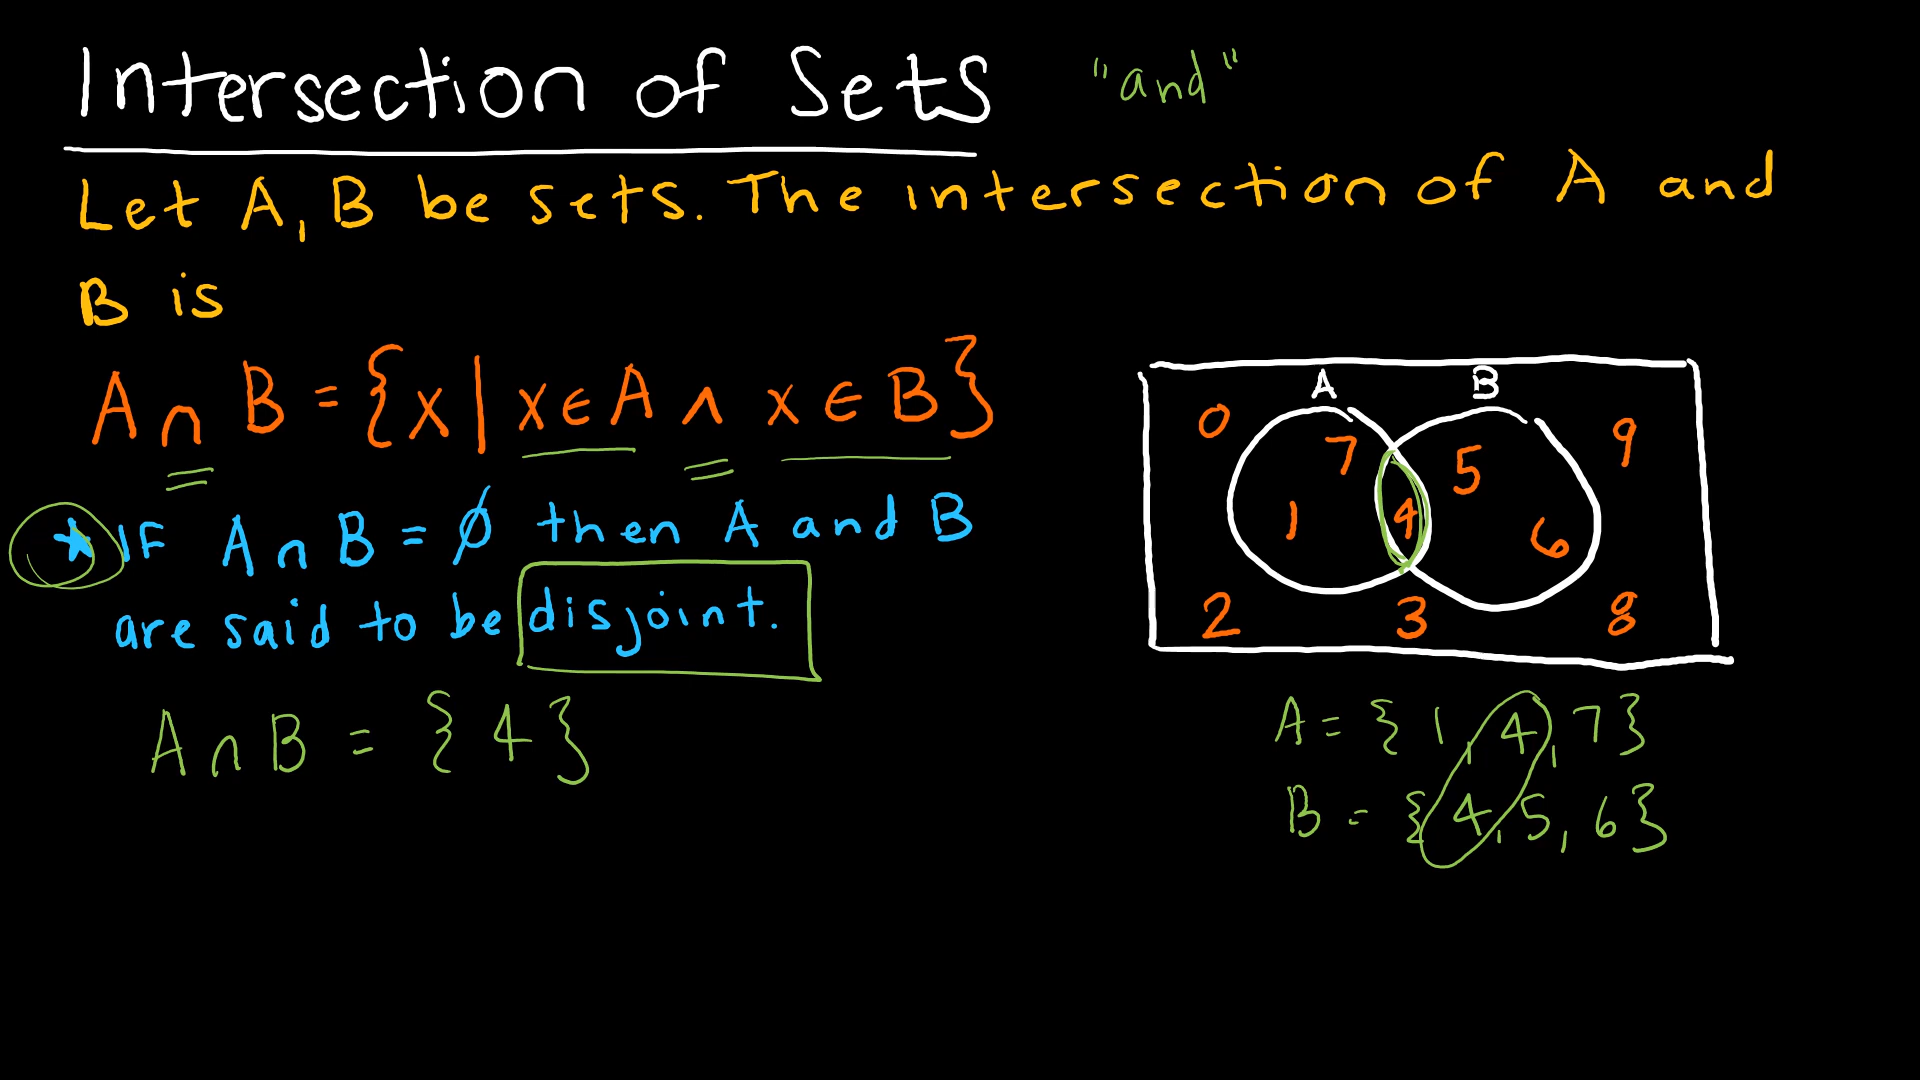 Intersection of Sets "and"
Let A, B be sets. The intersection of A and
B is
A ∩ B = {x | x ∈ A ∧ x ∈ B}
★ IF A ∩ B = ∅ then A and B
are said to be disjoint.
A ∩ B = {4}
A B
0 7 5 9
1 4 6
2 3 8
A = {1, 4, 7}
B = {4, 5, 6}